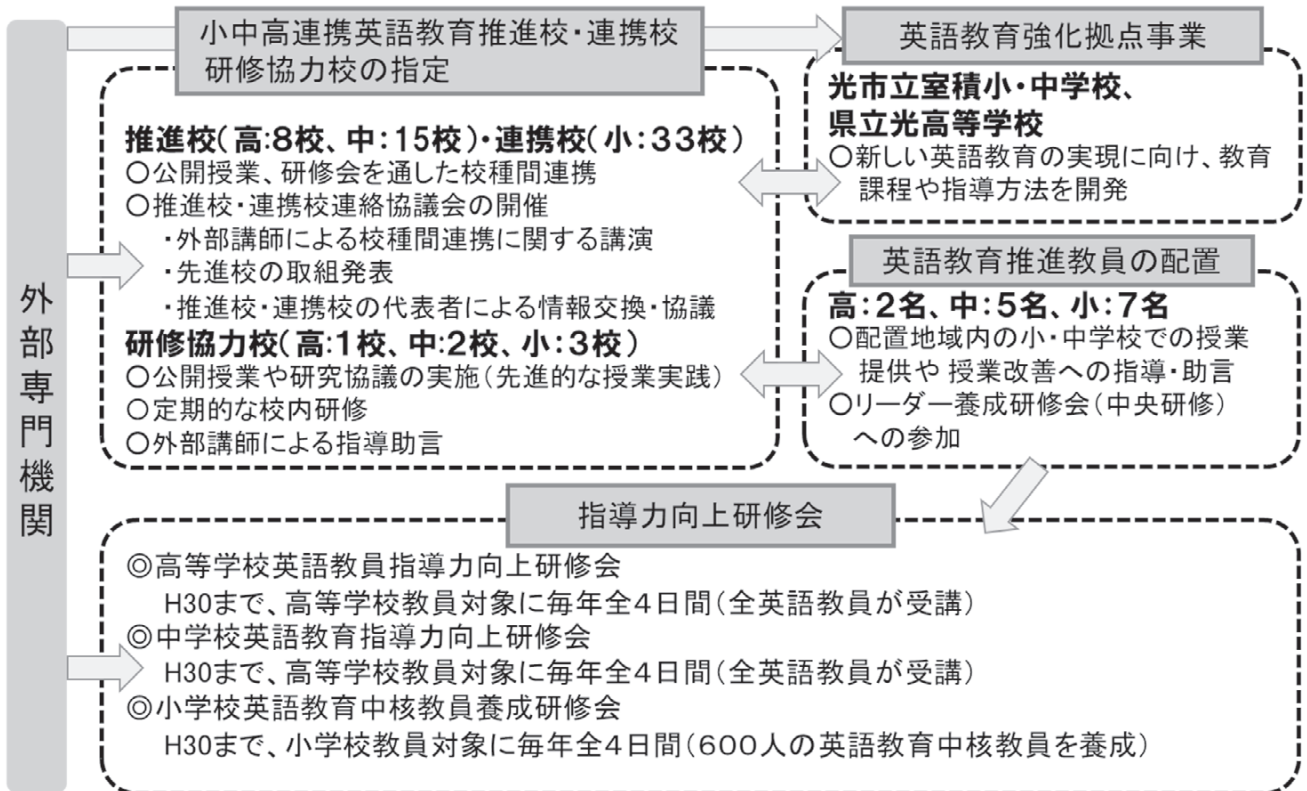 外部専門機関
小中高連携英語教育推進校・連携校
研修協力校の指定
推進校(高:8校、中:15校)・連携校(小:33校)
○公開授業、研修会を通した校種間連携
○推進校・連携校連絡協議会の開催
・外部講師による校種間連携に関する講演
・先進校の取組発表
・推進校・連携校の代表者による情報交換・協議
研修協力校(高:1校、中:2校、小:3校)
○公開授業や研究協議の実施(先進的な授業実践)
○定期的な校内研修
○外部講師による指導助言
英語教育強化拠点事業
光市立室積小・中学校、
県立光高等学校
○新しい英語教育の実現に向け、教育
課程や指導方法を開発
英語教育推進教員の配置
高:2名、中:5名、小:7名
○配置地域内の小・中学校での授業
提供や 授業改善への指導・助言
○リーダー養成研修会(中央研修)
への参加
指導力向上研修会
◎高等学校英語教員指導力向上研修会
H30まで、高等学校教員対象に毎年全4日間(全英語教員が受講)
◎中学校英語教育指導力向上研修会
H30まで、高等学校教員対象に毎年全4日間(全英語教員が受講)
◎小学校英語教育中核教員養成研修会
H30まで、小学校教員対象に毎年全4日間(600人の英語教育中核教員を養成)